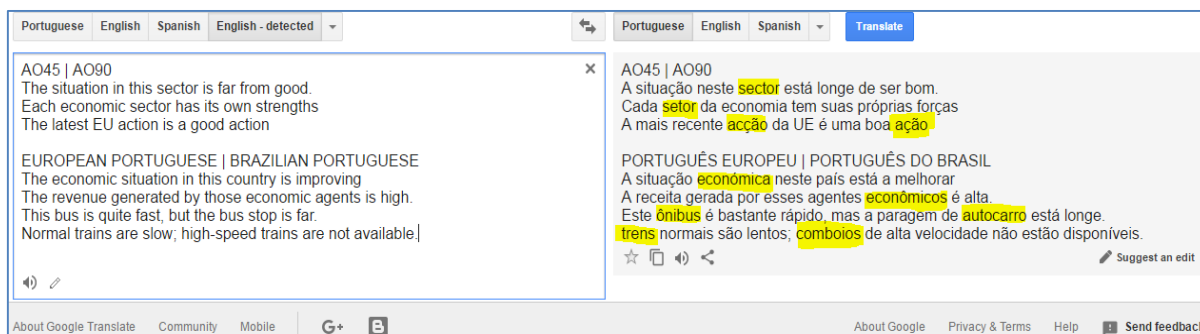 Portuguese English Spanish English - detected
Portuguese English Spanish Translate
AO45 | AO90
The situation in this sector is far from good.
Each economic sector has its own strengths
The latest EU action is a good action
EUROPEAN PORTUGUESE | BRAZILIAN PORTUGUESE
The economic situation in this country is improving
The revenue generated by those economic agents is high.
This bus is quite fast, but the bus stop is far.
Normal trains are slow; high-speed trains are not available.
AO45 | AO90
A situação neste sector está longe de ser bom.
Cada setor da economia tem suas próprias forças
A mais recente acção da UE é uma boa ação
PORTUGUÊS EUROPEU | PORTUGUÊS DO BRASIL
A situação económica neste país está a melhorar
A receita gerada por esses agentes econômicos é alta.
Este ônibus é bastante rápido, mas a paragem de autocarro está longe.
trens normais são lentos; comboios de alta velocidade não estão disponíveis.
Suggest an edit
About Google Translate Community Mobile G+ B
About Google Privacy & Terms Help Send feedback